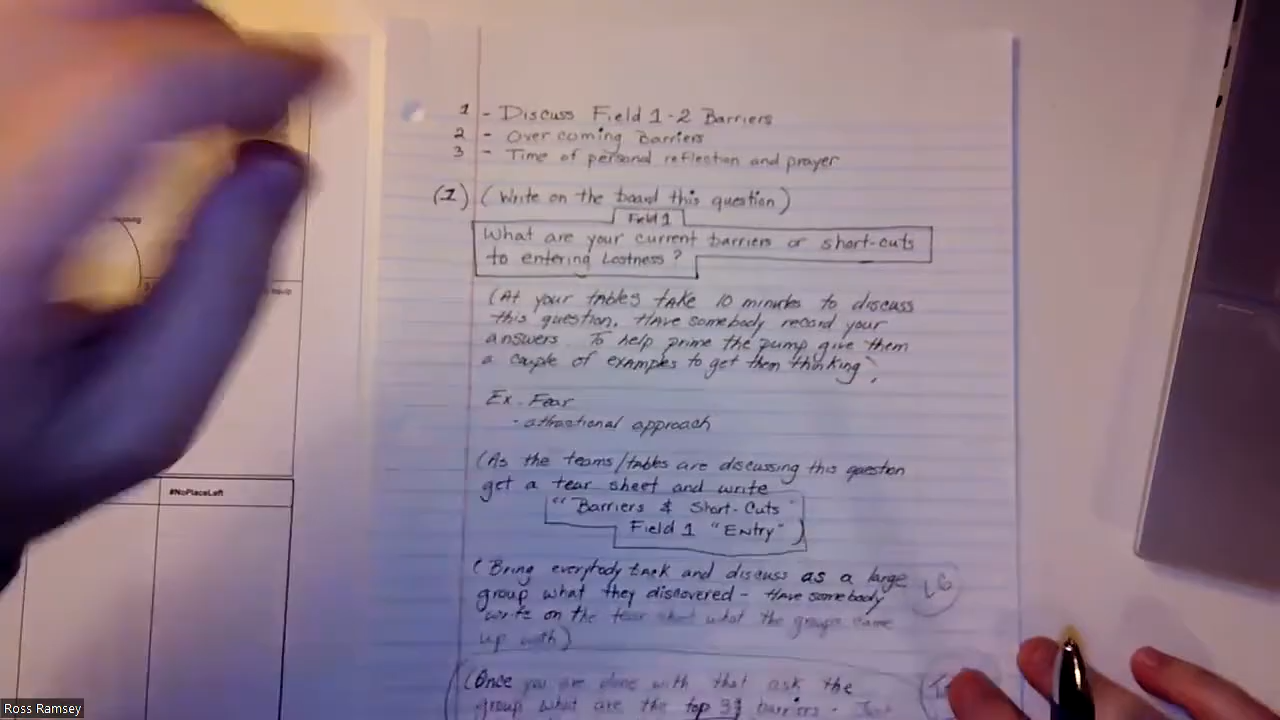 1 - Discuss Field 1-2 Barriers
2 - Over coming Barriers
3 - Time of personal reflection and prayer
(1) (Write on the board this question)
Field 1
What are your current barriers or short-cuts
to entering Lostness?
(At your tables take 10 minutes to discuss
this question. Have somebody record your
answers. To help prime the pump give them
a couple of examples to get them thinking)
Ex. Fear
- attractional approach
(As the teams/tables are discussing this question
get a tear sheet and write
"Barriers & Short-Cuts
Field 1 "Entry")
(Bring everybody back and discuss as a large
group what they discovered - Have somebody
write on the tear sheet what the groups came
up with)
LG
(Once you are done with that ask the
group what are the top 3 barriers - Just
#NoPlaceLeft
Ross Ramsey